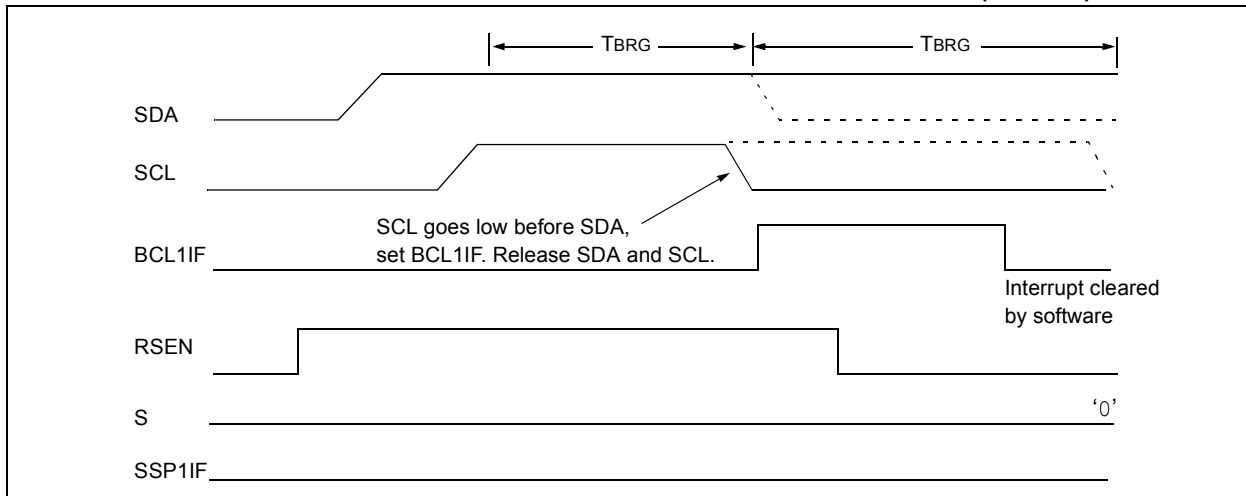 TBRG
TBRG
SDA
SCL
SCL goes low before SDA,
set BCL1IF. Release SDA and SCL.
BCL1IF
Interrupt cleared
by software
RSEN
S
‘0’
SSP1IF